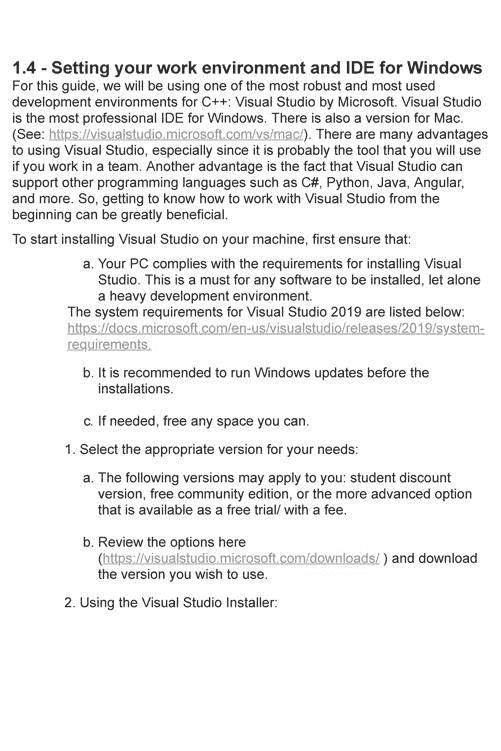 1.4 - Setting your work environment and IDE for Windows
For this guide, we will be using one of the most robust and most used
development environments for C++: Visual Studio by Microsoft. Visual Studio
is the most professional IDE for Windows. There is also a version for Mac.
(See: https://visualstudio.microsoft.com/vs/mac/). There are many advantages
to using Visual Studio, especially since it is probably the tool that you will use
if you work in a team. Another advantage is the fact that Visual Studio can
support other programming languages such as C#, Python, Java, Angular,
and more. So, getting to know how to work with Visual Studio from the
beginning can be greatly beneficial.
To start installing Visual Studio on your machine, first ensure that:
a. Your PC complies with the requirements for installing Visual
Studio. This is a must for any software to be installed, let alone
a heavy development environment.
The system requirements for Visual Studio 2019 are listed below:
https://docs.microsoft.com/en-us/visualstudio/releases/2019/system-
requirements.
b. It is recommended to run Windows updates before the
installations.
c. If needed, free any space you can.
1. Select the appropriate version for your needs:
a. The following versions may apply to you: student discount
version, free community edition, or the more advanced option
that is available as a free trial/ with a fee.
b. Review the options here
(https://visualstudio.microsoft.com/downloads/ ) and download
the version you wish to use.
2. Using the Visual Studio Installer: